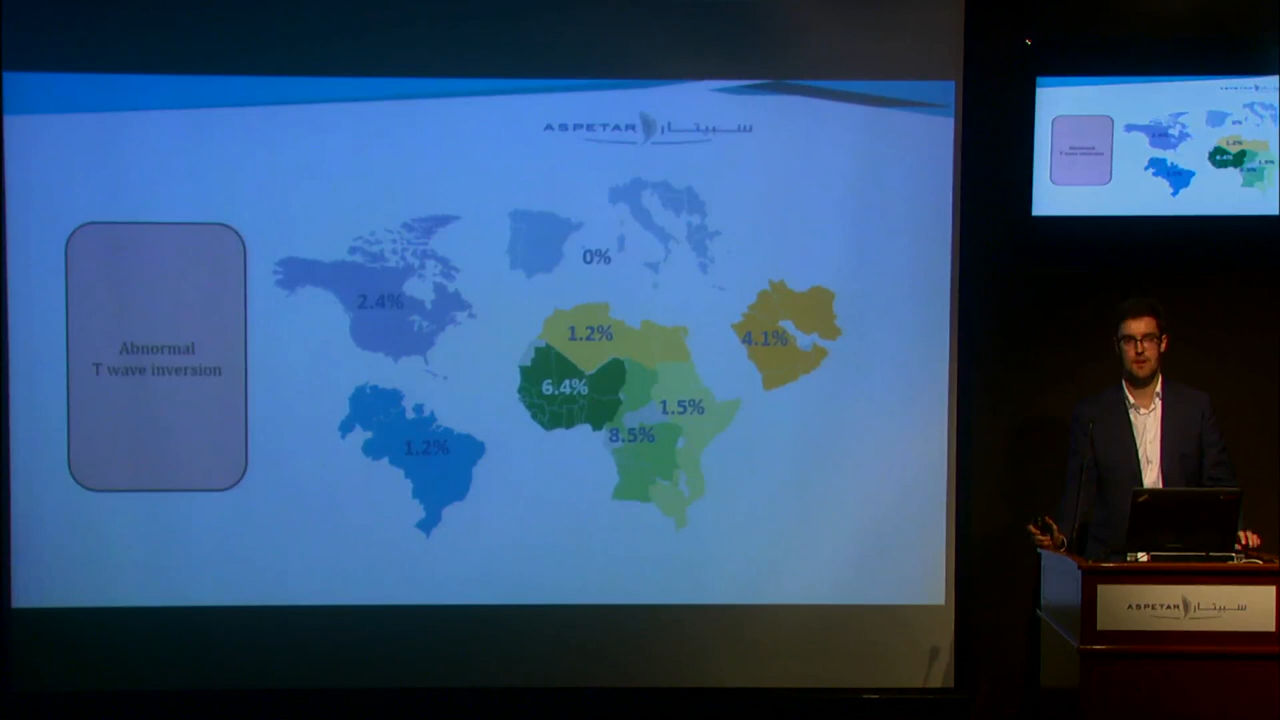 ASPETAR سبيتار
Abnormal
T wave inversion
2.4%
0%
1.2%
4.1%
6.4%
1.5%
8.5%
1.2%
ASPETAR سبيتار